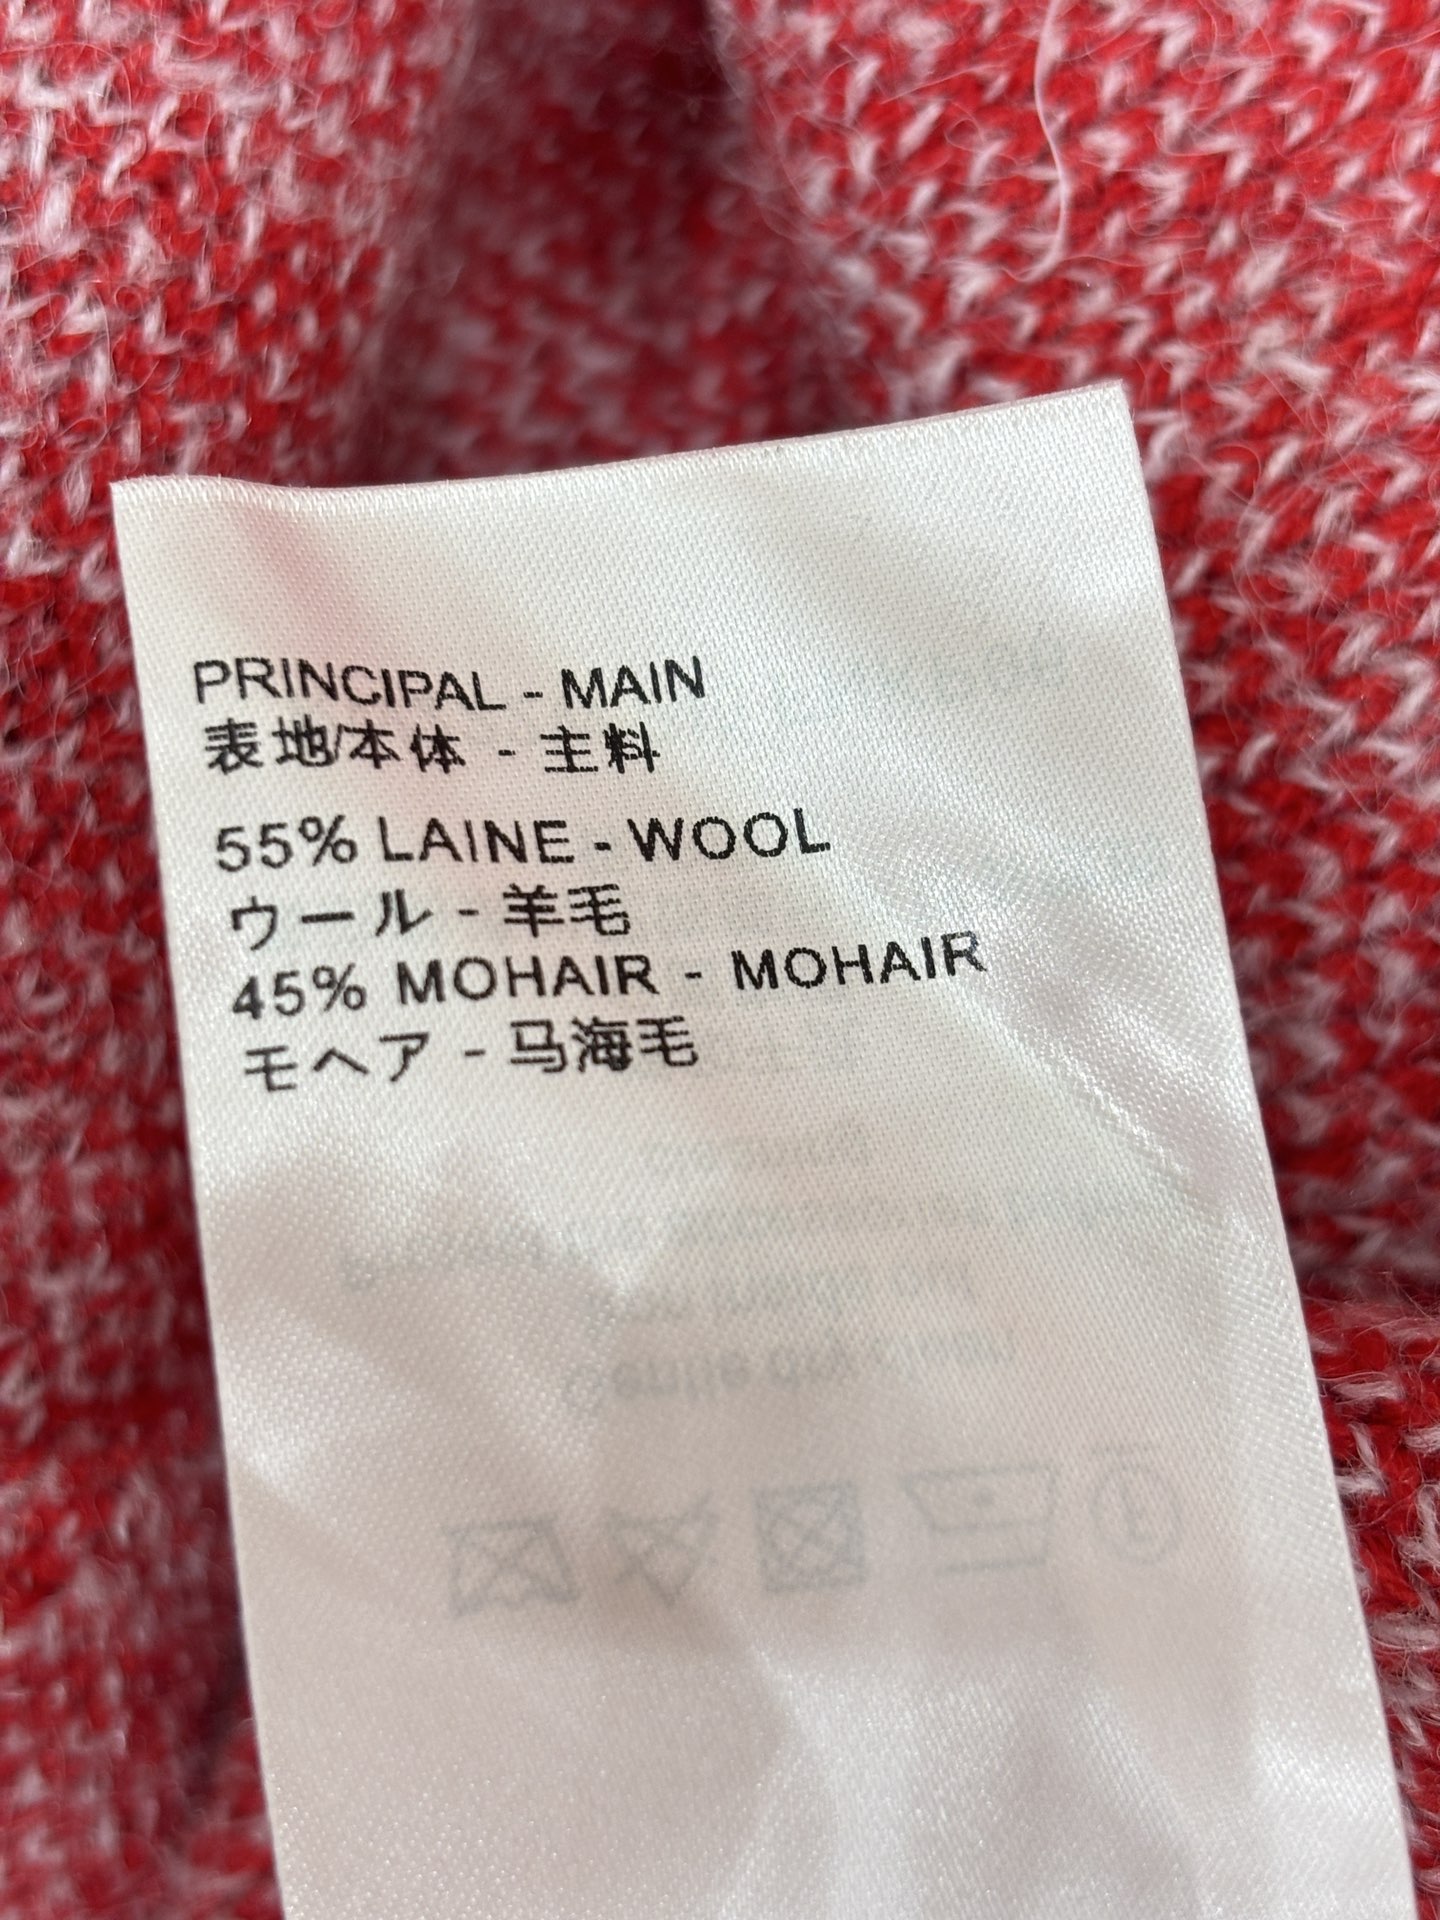 PRINCIPAL - MAIN
表地/本体 - 主料
55% LAINE - WOOL
ウール - 羊毛
45% MOHAIR - MOHAIR
モヘア - 马海毛